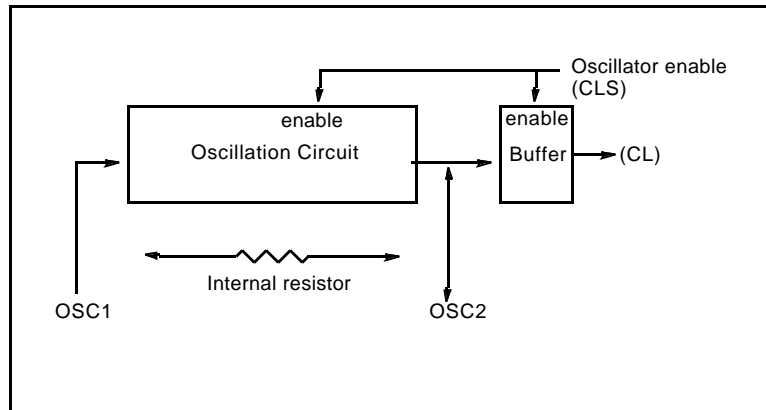 Oscillator enable
(CLS)
enable
Oscillation Circuit
enable
Buffer
(CL)
Internal resistor
OSC1
OSC2